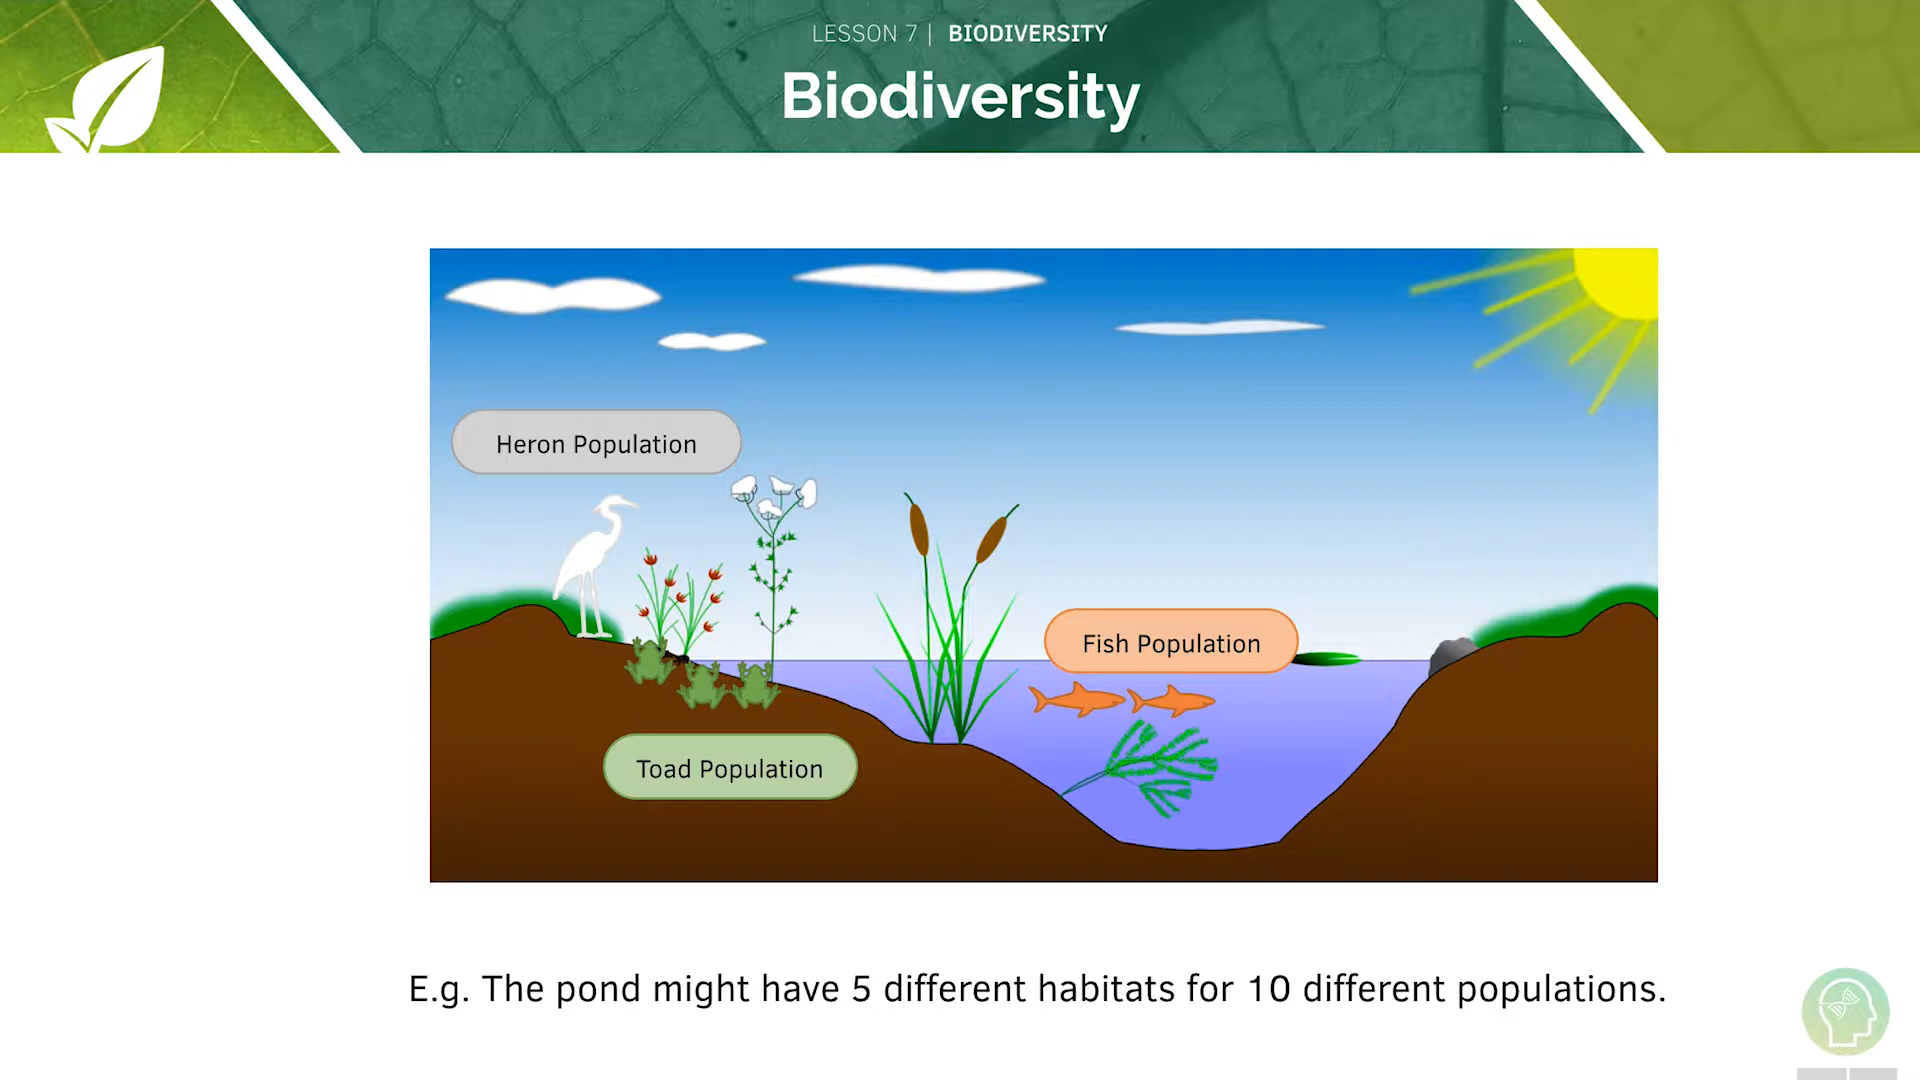 LESSON 7 | BIODIVERSITY
Biodiversity
Heron Population
Fish Population
Toad Population
E.g. The pond might have 5 different habitats for 10 different populations.